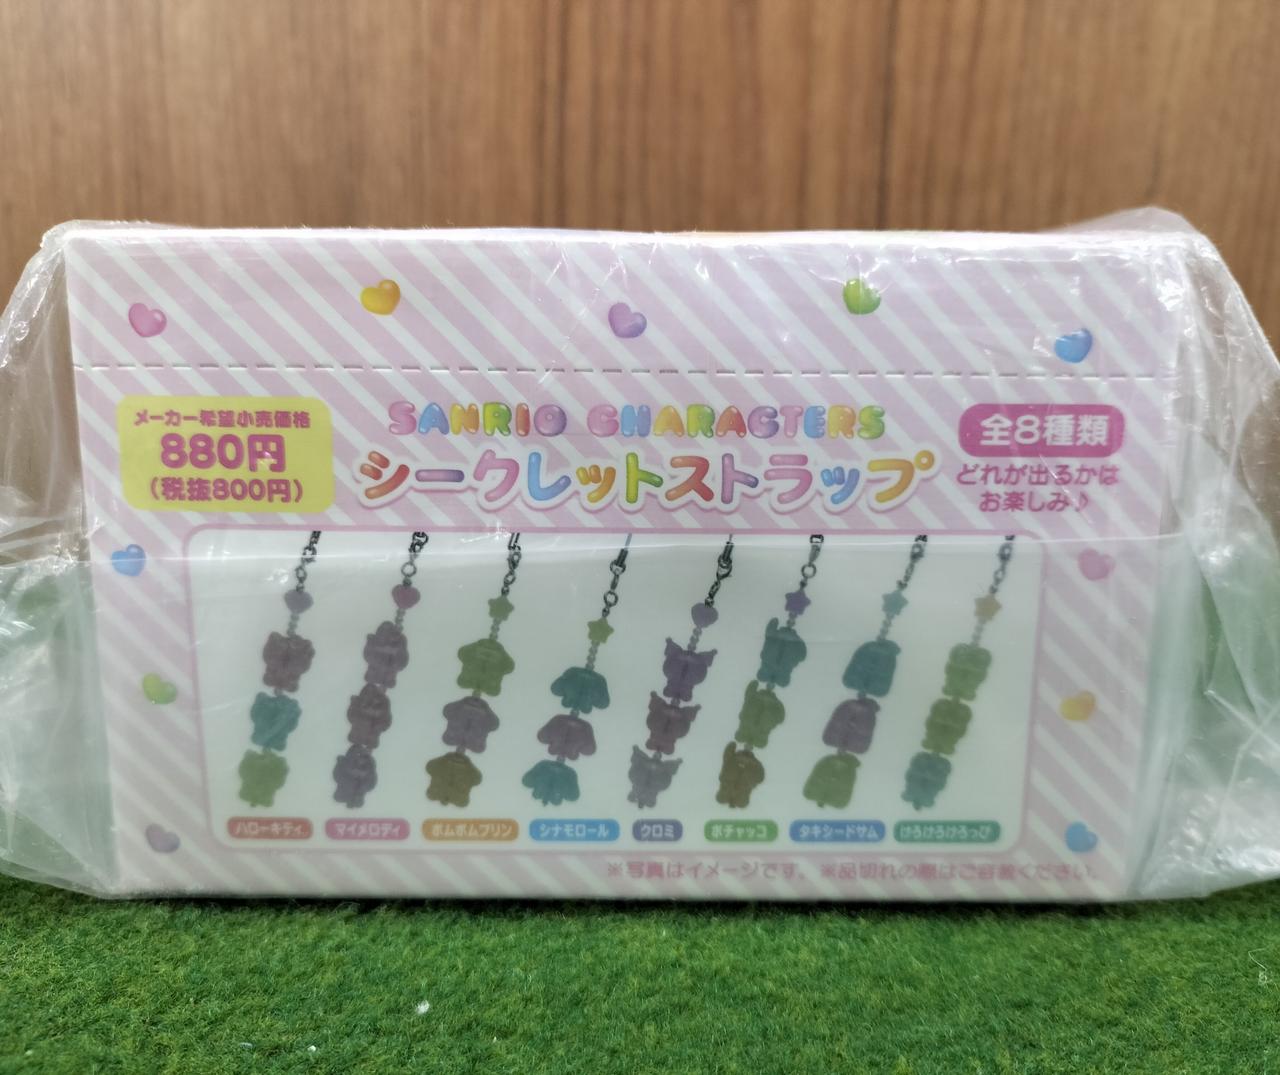 メーカー希望小売価格
880円
(税抜800円)
SANRIO CHARACTERS
シークレットストラップ
全8種類
どれが出るかは
お楽しみ♪
ハローキティ
マイメロディ
ポムポムプリン
シナモロール
クロミ
ポチャッコ
タキシードサム
けろけろけろっぴ
※写真はイメージです。※品切れの際はご容赦ください。